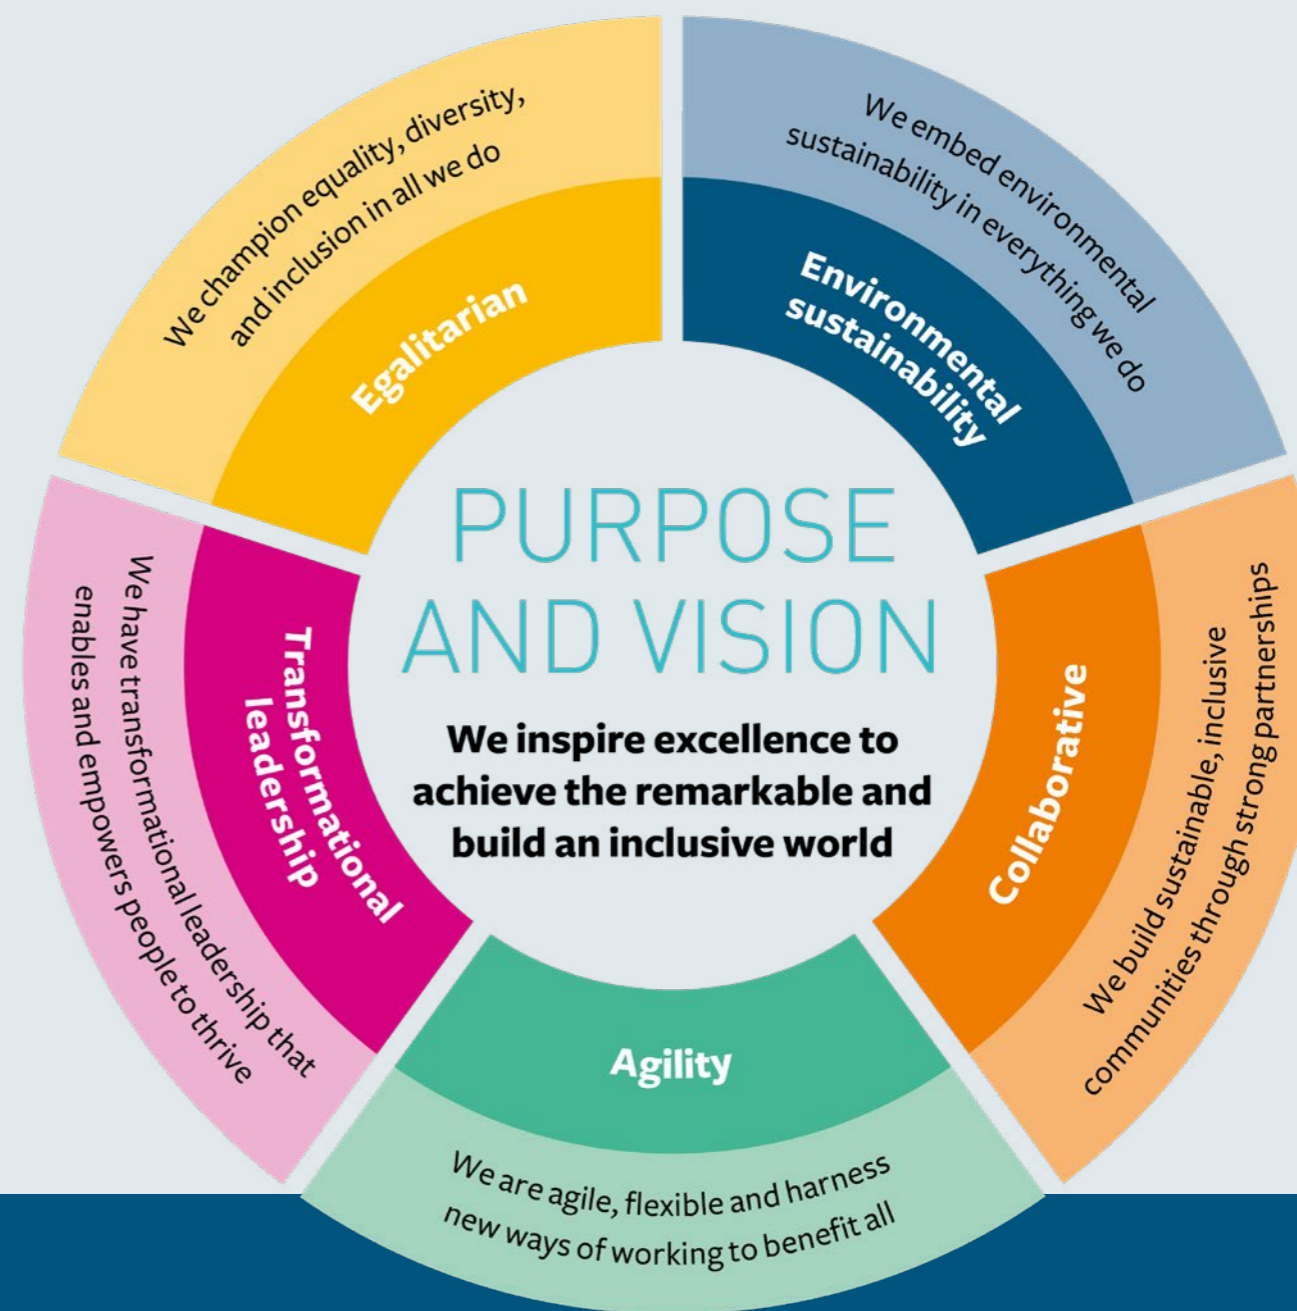 PURPOSE
AND VISION
We inspire excellence to
achieve the remarkable and
build an inclusive world
Environmental
sustainability
We embed environmental
sustainability in everything we do
Collaborative
We build sustainable, inclusive
communities through strong partnerships
Agility
We are agile, flexible and harness
new ways of working to benefit all
Transformational
leadership
We have transformational leadership that
enables and empowers people to thrive
Egalitarian
We champion equality, diversity,
and inclusion in all we do